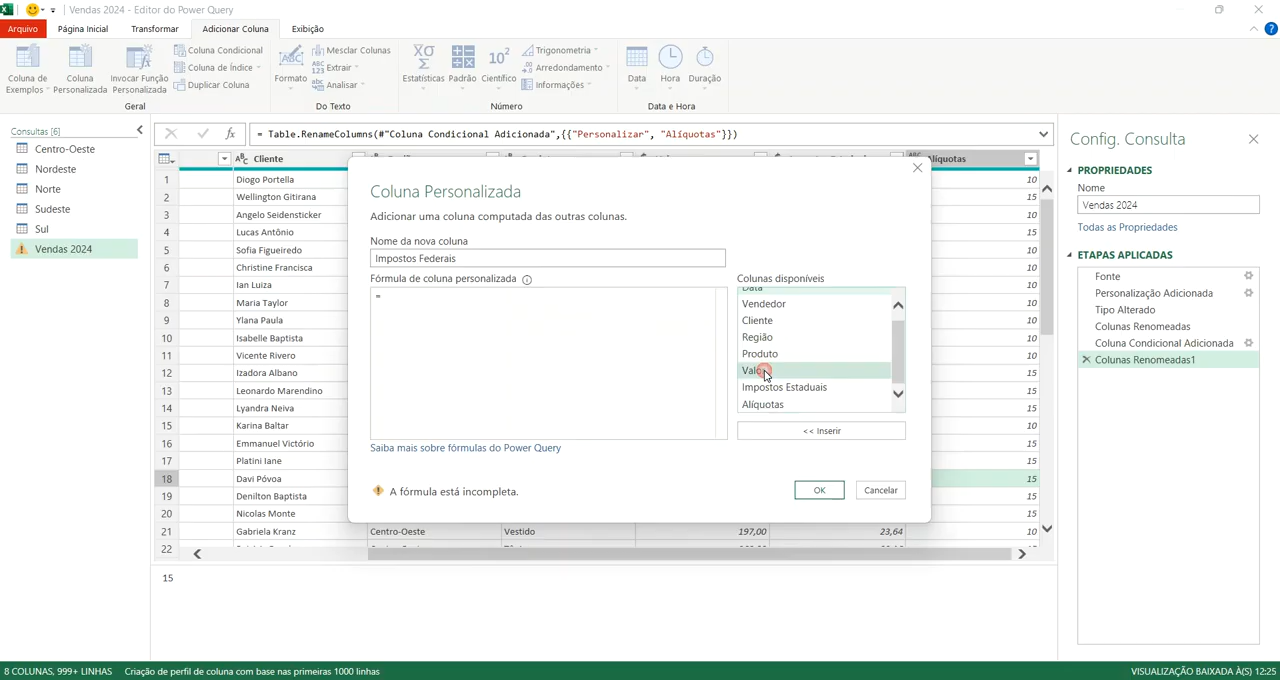 Vendas 2024 - Editor do Power Query
Arquivo Página Inicial Transformar Adicionar Coluna Exibição
Coluna de Exemplos
Coluna Personalizada
Invocar Função Personalizada
Coluna Condicional
Coluna de Índice
Duplicar Coluna
Geral
Formato
Mesclar Colunas
Extrair
Analisar
Do Texto
Estatísticas
Padrão
Científico
Trigonometria
Arredondamento
Informações
Número
Data
Hora
Duração
Data e Hora
Consultas [6]
Centro-Oeste
Nordeste
Norte
Sudeste
Sul
Vendas 2024
= Table.RenameColumns(#"Coluna Condicional Adicionada",{{"Personalizar", "Alíquotas"}})
Cliente Alíquotas
1 Diogo Portella 10
2 Wellington Gitirana 15
3 Angelo Seidensticker 10
4 Lucas Antônio 15
5 Sofia Figueiredo 10
6 Christine Francisca 10
7 Ian Luiza 10
8 Maria Taylor 10
9 Ylana Paula 10
10 Isabelle Baptista 10
11 Vicente Rivero 10
12 Izadora Albano 15
13 Leonardo Marendino 15
14 Lyandra Neiva 15
15 Karina Baltar 10
16 Emmanuel Victório 15
17 Platini Iane 15
18 Davi Póvoa 15
19 Denilton Baptista 15
20 Nicolas Monte 15
21 Gabriela Kranz Centro-Oeste Vestido 197,00 23,64 10
22
15
Coluna Personalizada
Adicionar uma coluna computada das outras colunas.
Nome da nova coluna
Impostos Federais
Fórmula de coluna personalizada
=
Colunas disponíveis
Data
Vendedor
Cliente
Região
Produto
Valor
Impostos Estaduais
Alíquotas
<< Inserir
Saiba mais sobre fórmulas do Power Query
A fórmula está incompleta.
OK Cancelar
Config. Consulta
PROPRIEDADES
Nome
Vendas 2024
Todas as Propriedades
ETAPAS APLICADAS
Fonte
Personalização Adicionada
Tipo Alterado
Colunas Renomeadas
Coluna Condicional Adicionada
Colunas Renomeadas1
8 COLUNAS, 999+ LINHAS Criação de perfil de coluna com base nas primeiras 1000 linhas
VISUALIZAÇÃO BAIXADA À(S) 12:25